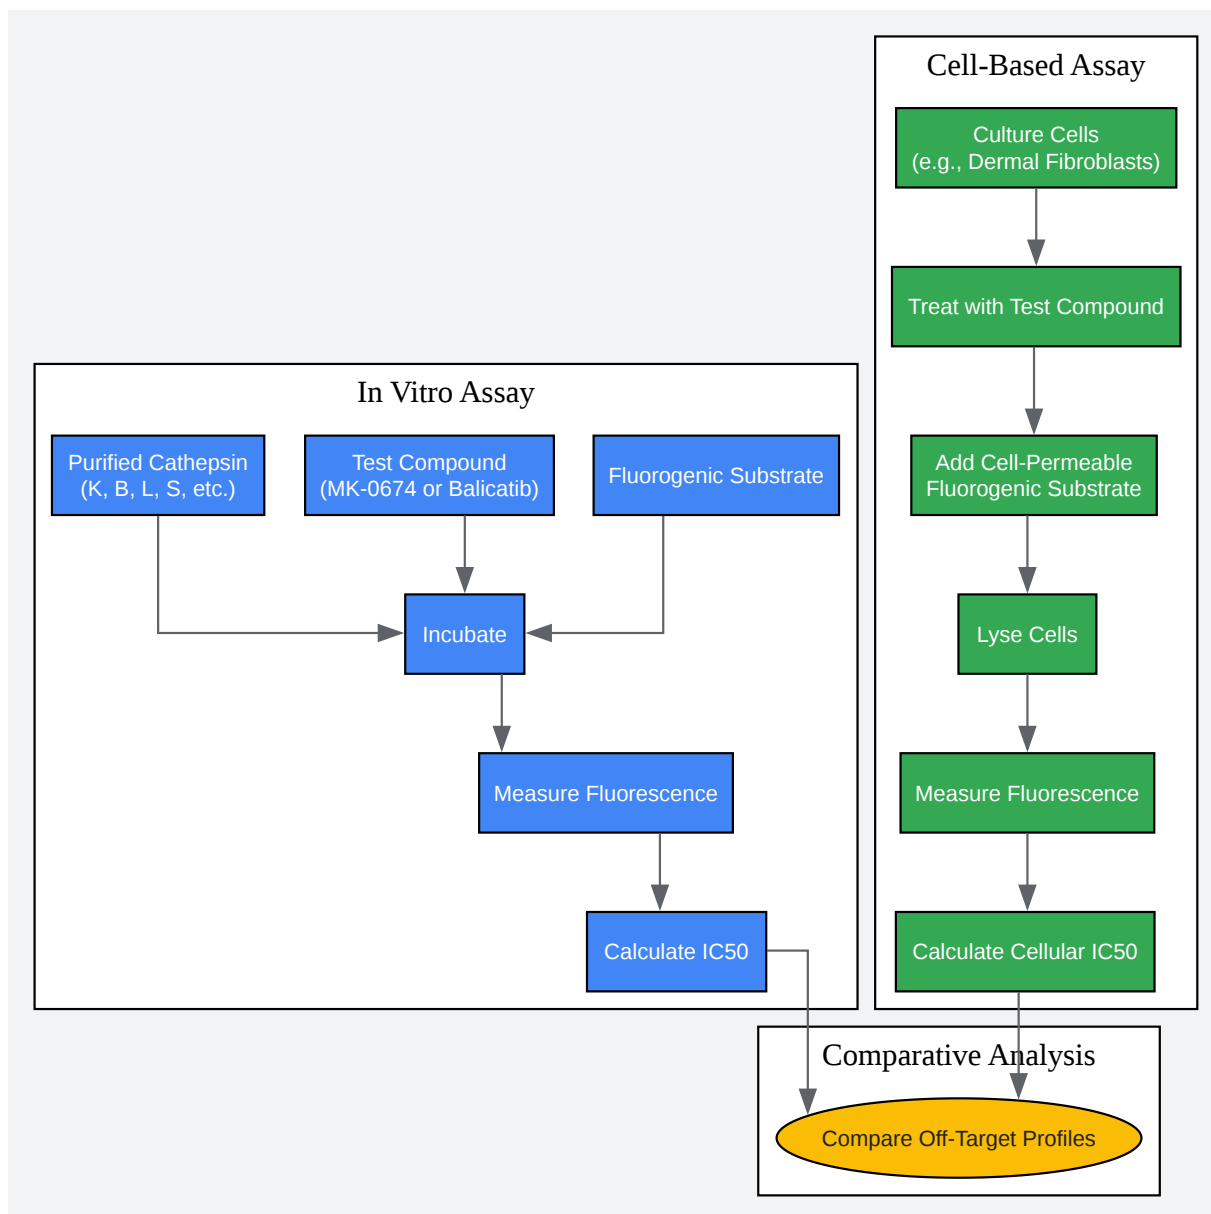 Cell-Based Assay
Culture Cells
(e.g., Dermal Fibroblasts)
Treat with Test Compound
Add Cell-Permeable
Fluorogenic Substrate
Lyse Cells
Measure Fluorescence
Calculate Cellular IC50
In Vitro Assay
Purified Cathepsin
(K, B, L, S, etc.)
Test Compound
(MK-0674 or Balicatib)
Fluorogenic Substrate
Incubate
Measure Fluorescence
Calculate IC50
Comparative Analysis
Compare Off-Target Profiles